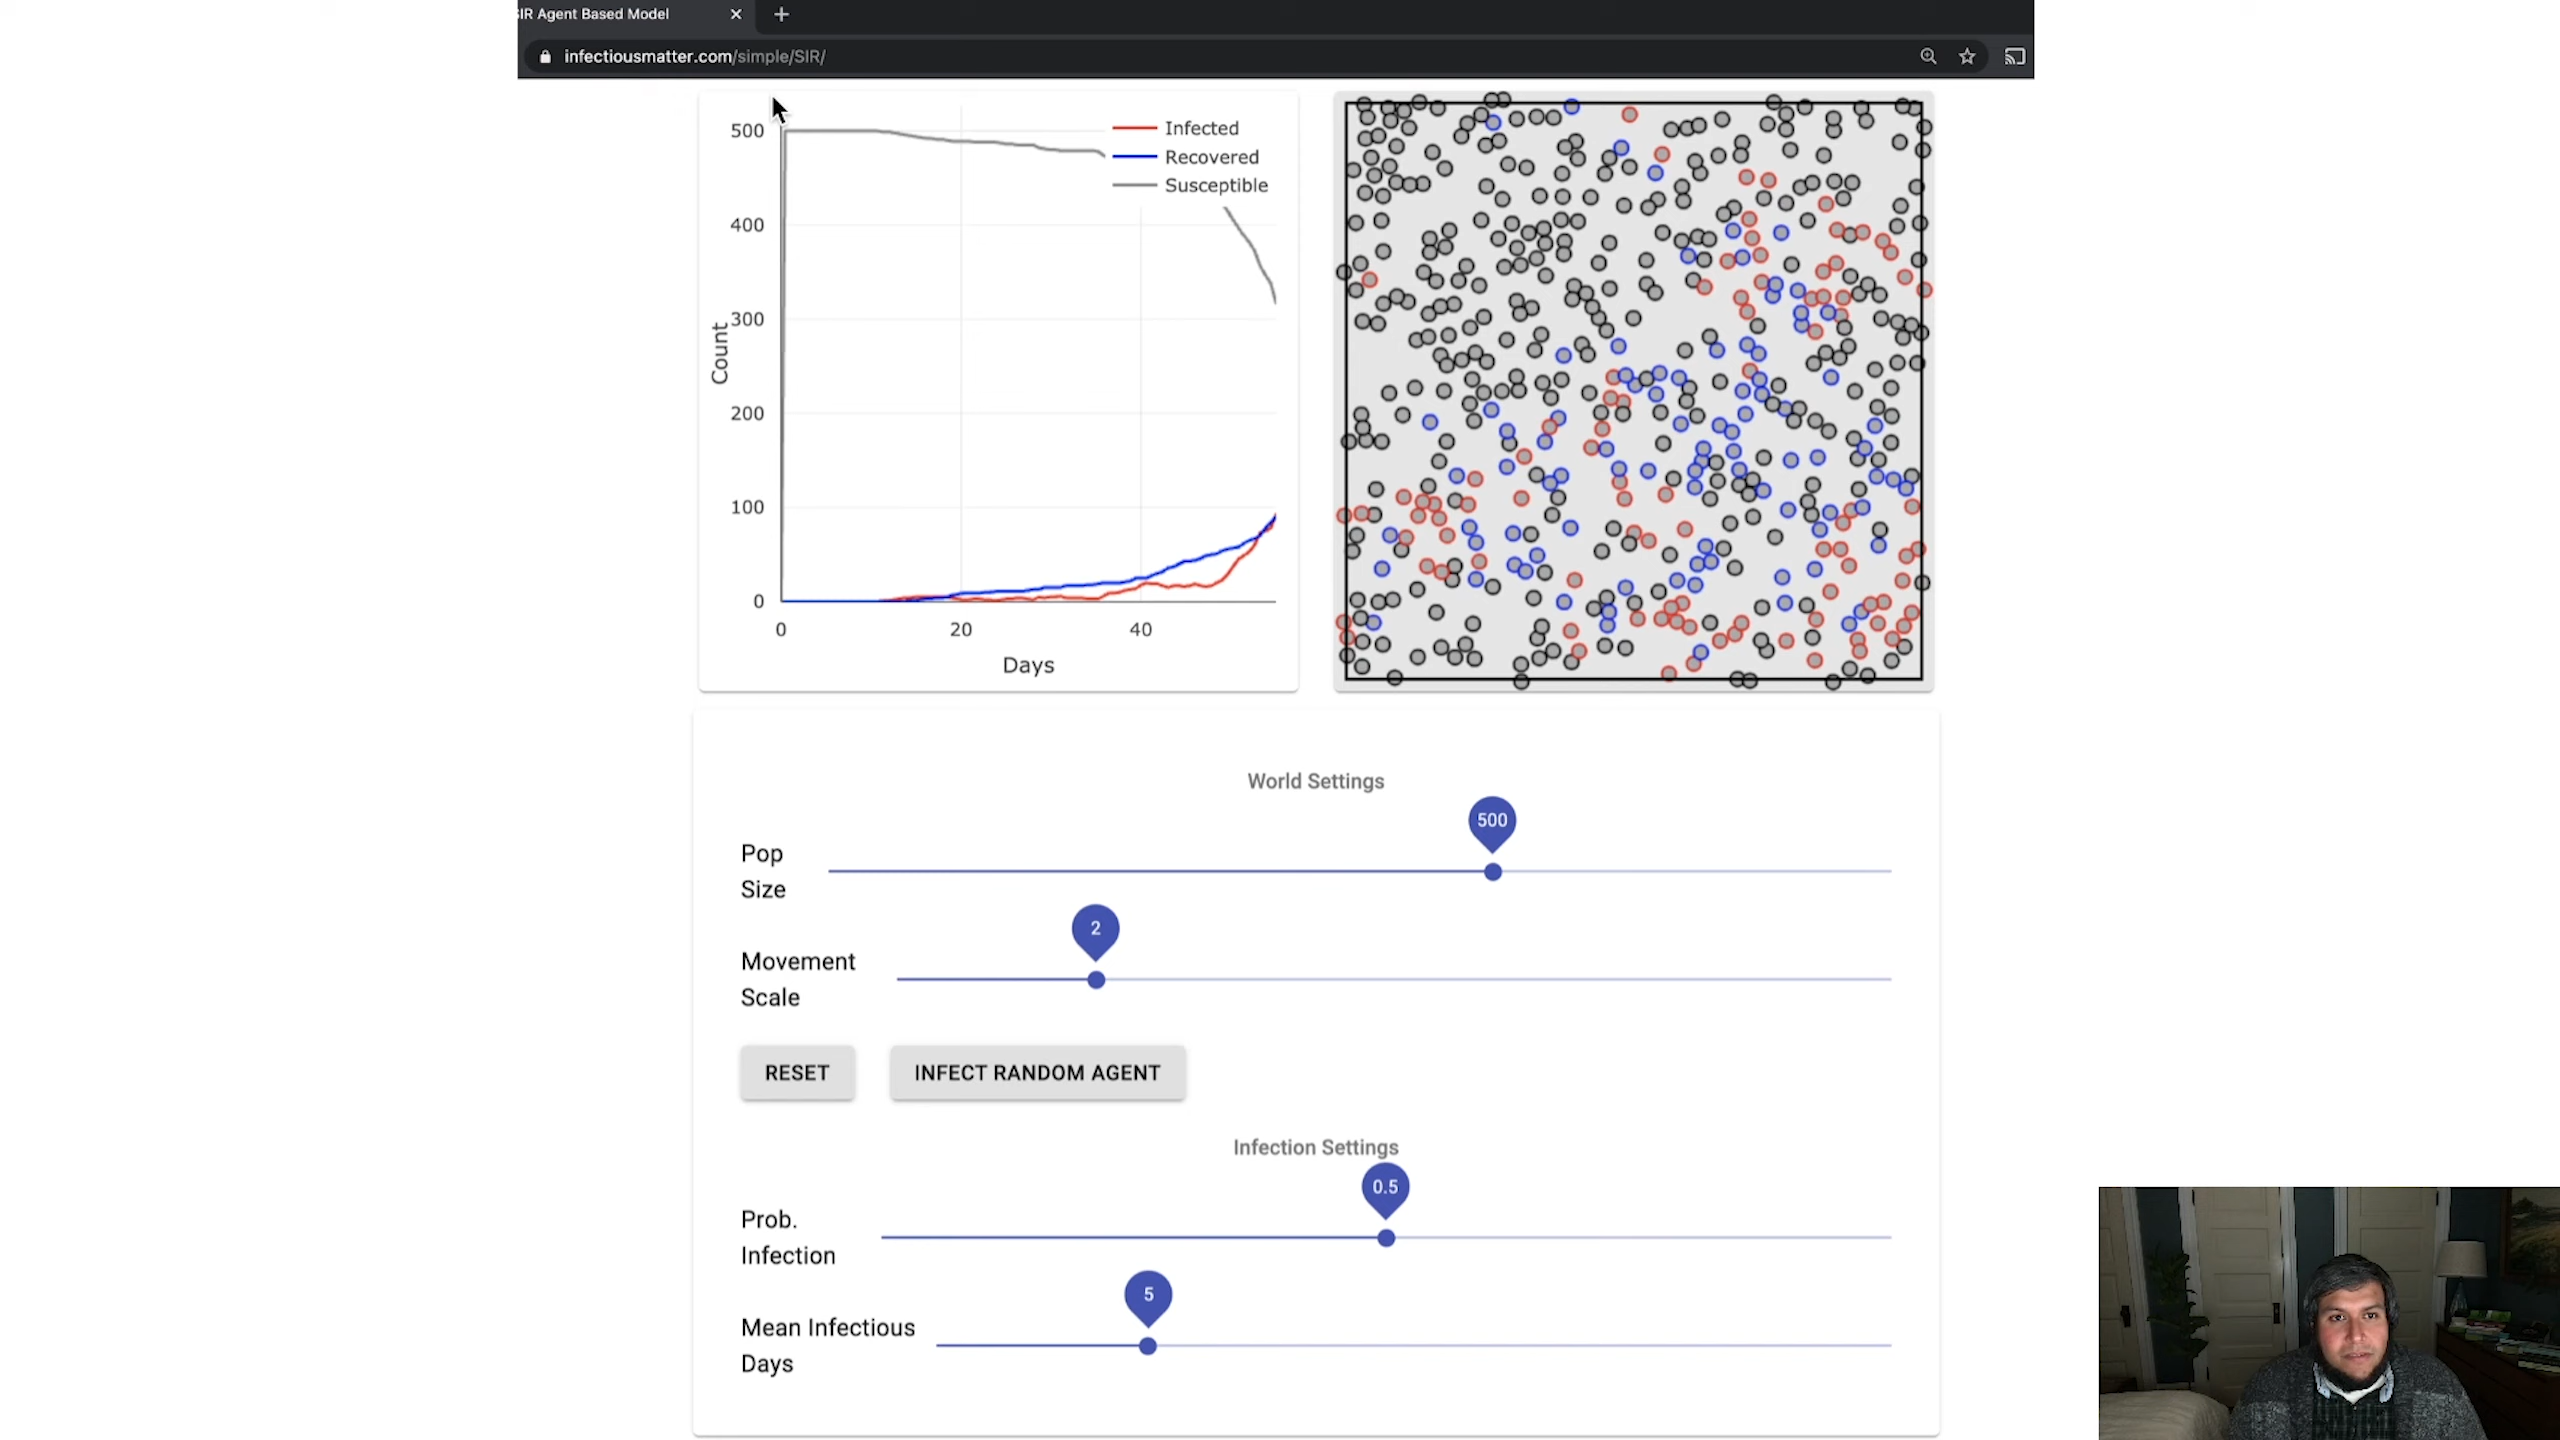 SIR Agent Based Model
infectiousmatter.com/simple/SIR/
500
400
300
200
100
0
Count
0 20 40
Days
Infected
Recovered
Susceptible
World Settings
500
Pop
Size
2
Movement
Scale
RESET
INFECT RANDOM AGENT
Infection Settings
0.5
Prob.
Infection
5
Mean Infectious
Days